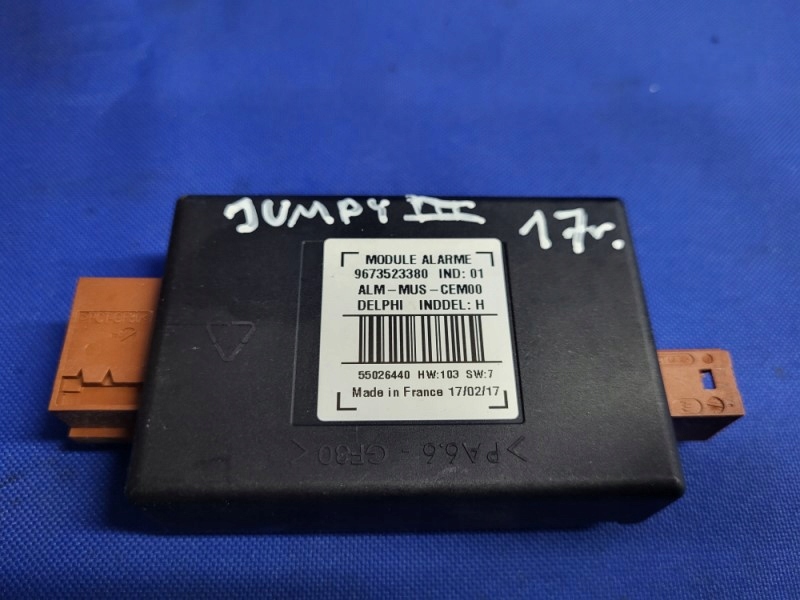 JUMPY III 17r.
MODULE ALARME
9673523380 IND: 01
ALM-MUS-CEM00
DELPHI INDDEL: H
55026440 HW:103 SW:7
Made in France 17/02/17
>PA6.6 - GF30<